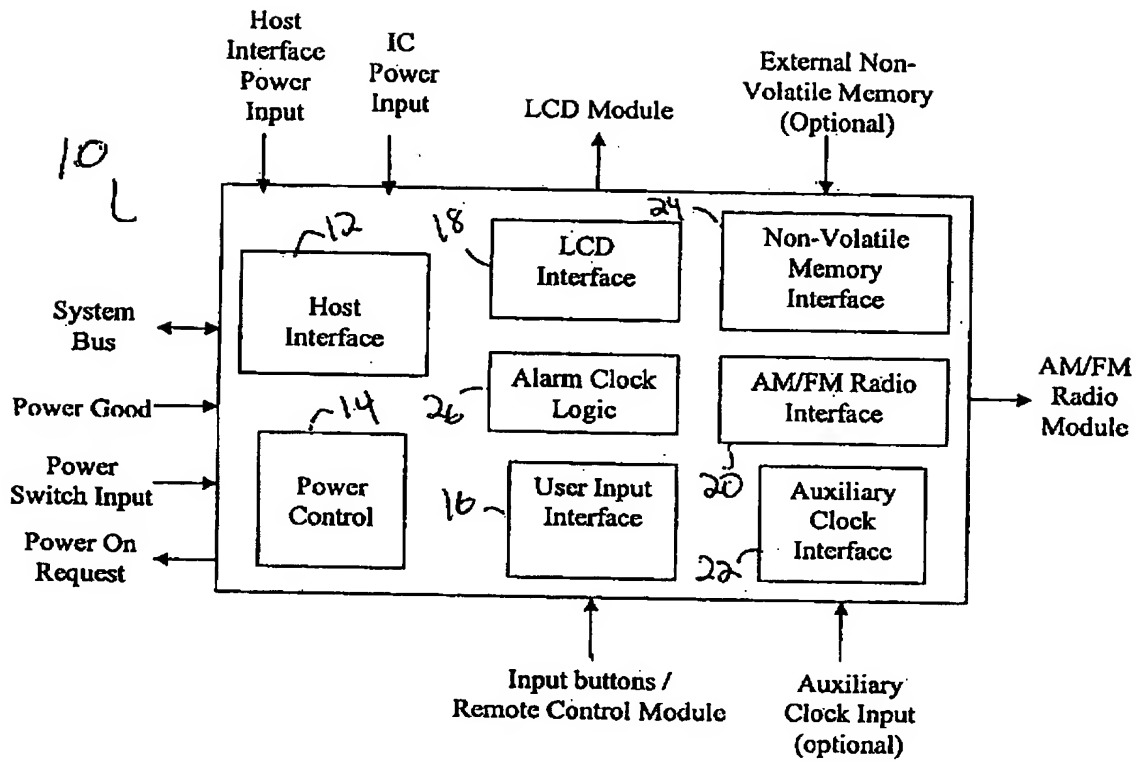 Host
Interface
Power
Input
IC
Power
Input
LCD Module
External Non-
Volatile Memory
(Optional)
10
12
Host
Interface
18
LCD
Interface
24
Non-Volatile
Memory
Interface
System
Bus
Power Good
Power
Switch Input
Power On
Request
14
Power
Control
26
Alarm Clock
Logic
16
User Input
Interface
AM/FM Radio
Interface
20
Auxiliary
Clock
Interface
22
AM/FM
Radio
Module
Input buttons /
Remote Control Module
Auxiliary
Clock Input
(optional)